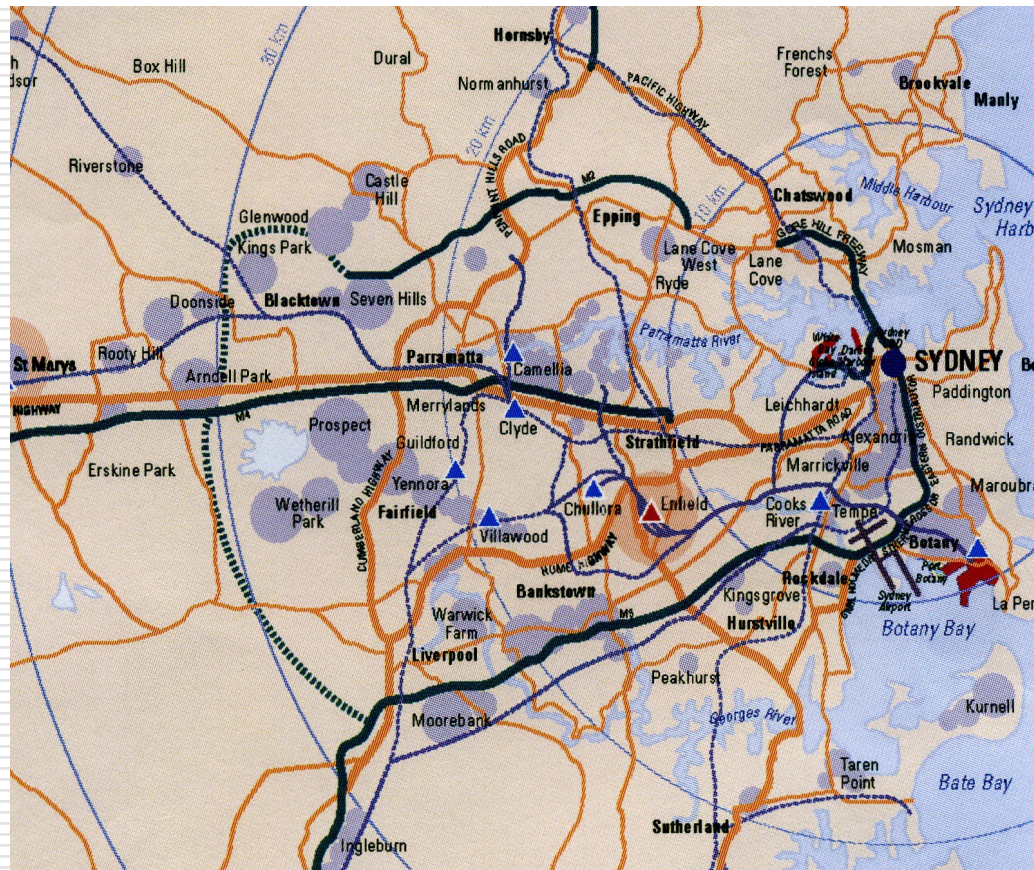 Hornsby
Frenchs
Forest
Box Hill
Dural
30 km
Normanhurst
PACIFIC HIGHWAY
Brookvale
Manly
20 km
PENNANT HILLS ROAD
Riverstone
Castle
Hill
M2
Chatswood
Middle Harbour
Sydney
10 km
Glenwood
Kings Park
Epping
GORE HILL FREEWAY
Mosman
Lane Cove
West
Lane
Cove
Ryde
Doonside
Blacktown
Seven Hills
Parramatta River
St Marys
Rooty Hill
Parramatta
Camellia
White
Bay
SYDNEY
Arndell Park
Paddington
HIGHWAY
M4
Merrylands
Clyde
Leichhardt
PARRAMATTA ROAD
Prospect
Guildford
Strathfield
Randwick
Erskine Park
Marrickville
Yennora
Wetherill
Park
CUMBERLAND HIGHWAY
Fairfield
Chullora
Enfield
Cooks
River
Tempe
Villawood
Botany
Port
Botany
HUME HIGHWAY
Bankstown
Rockdale
Kingsgrove
Sydney
Airport
M5
Warwick
Farm
Hurstville
Botany Bay
Liverpool
Peakhurst
Moorebank
Georges River
Kurnell
Taren
Point
Bate Bay
Sutherland
Ingleburn